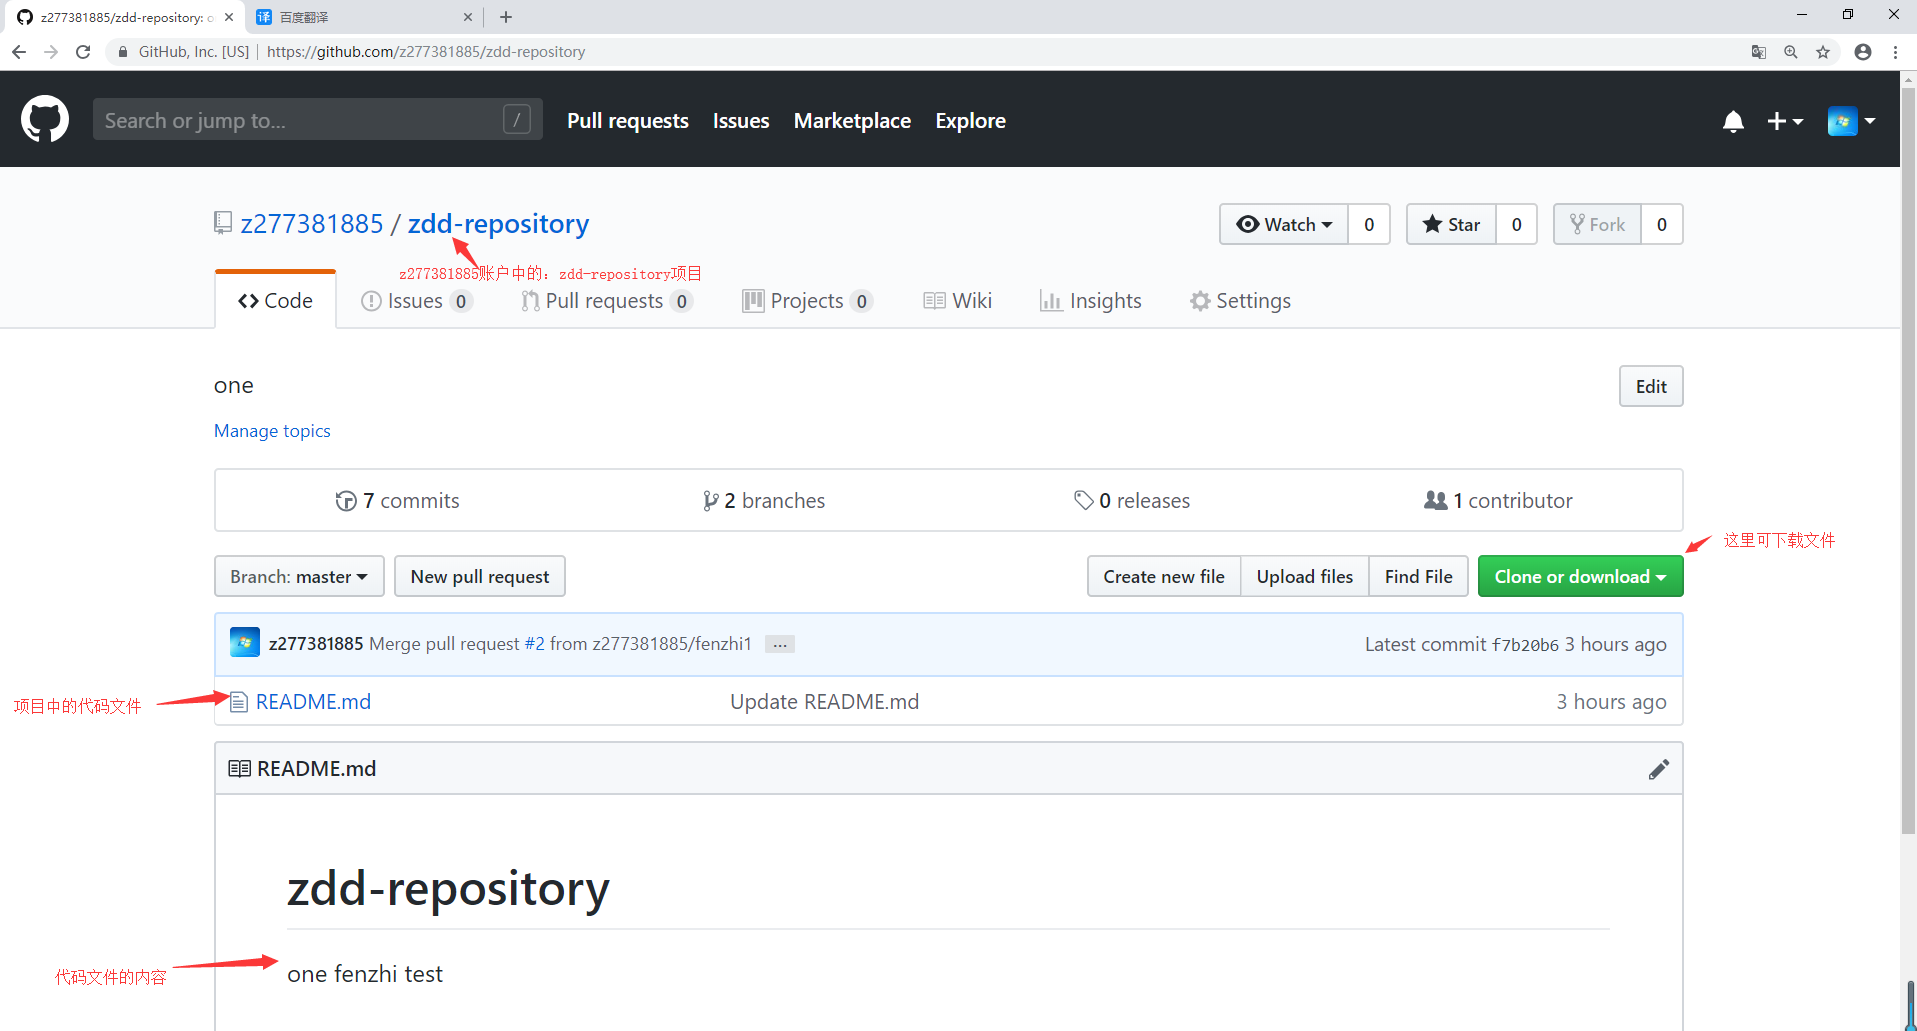 z277381885/zdd-repository: o
译 百度翻译
GitHub, Inc. [US] | https://github.com/z277381885/zdd-repository
Search or jump to... /
Pull requests Issues Marketplace Explore
z277381885 / zdd-repository
Watch 0 Star 0 Fork 0
z277381885账户中的：zdd-repository项目
Code Issues 0 Pull requests 0 Projects 0 Wiki Insights Settings
one
Edit
Manage topics
7 commits 2 branches 0 releases 1 contributor
这里可下载文件
Branch: master New pull request Create new file Upload files Find File Clone or download
z277381885 Merge pull request #2 from z277381885/fenzhi1 ... Latest commit f7b20b6 3 hours ago
项目中的代码文件
README.md Update README.md 3 hours ago
README.md
zdd-repository
代码文件的内容
one fenzhi test